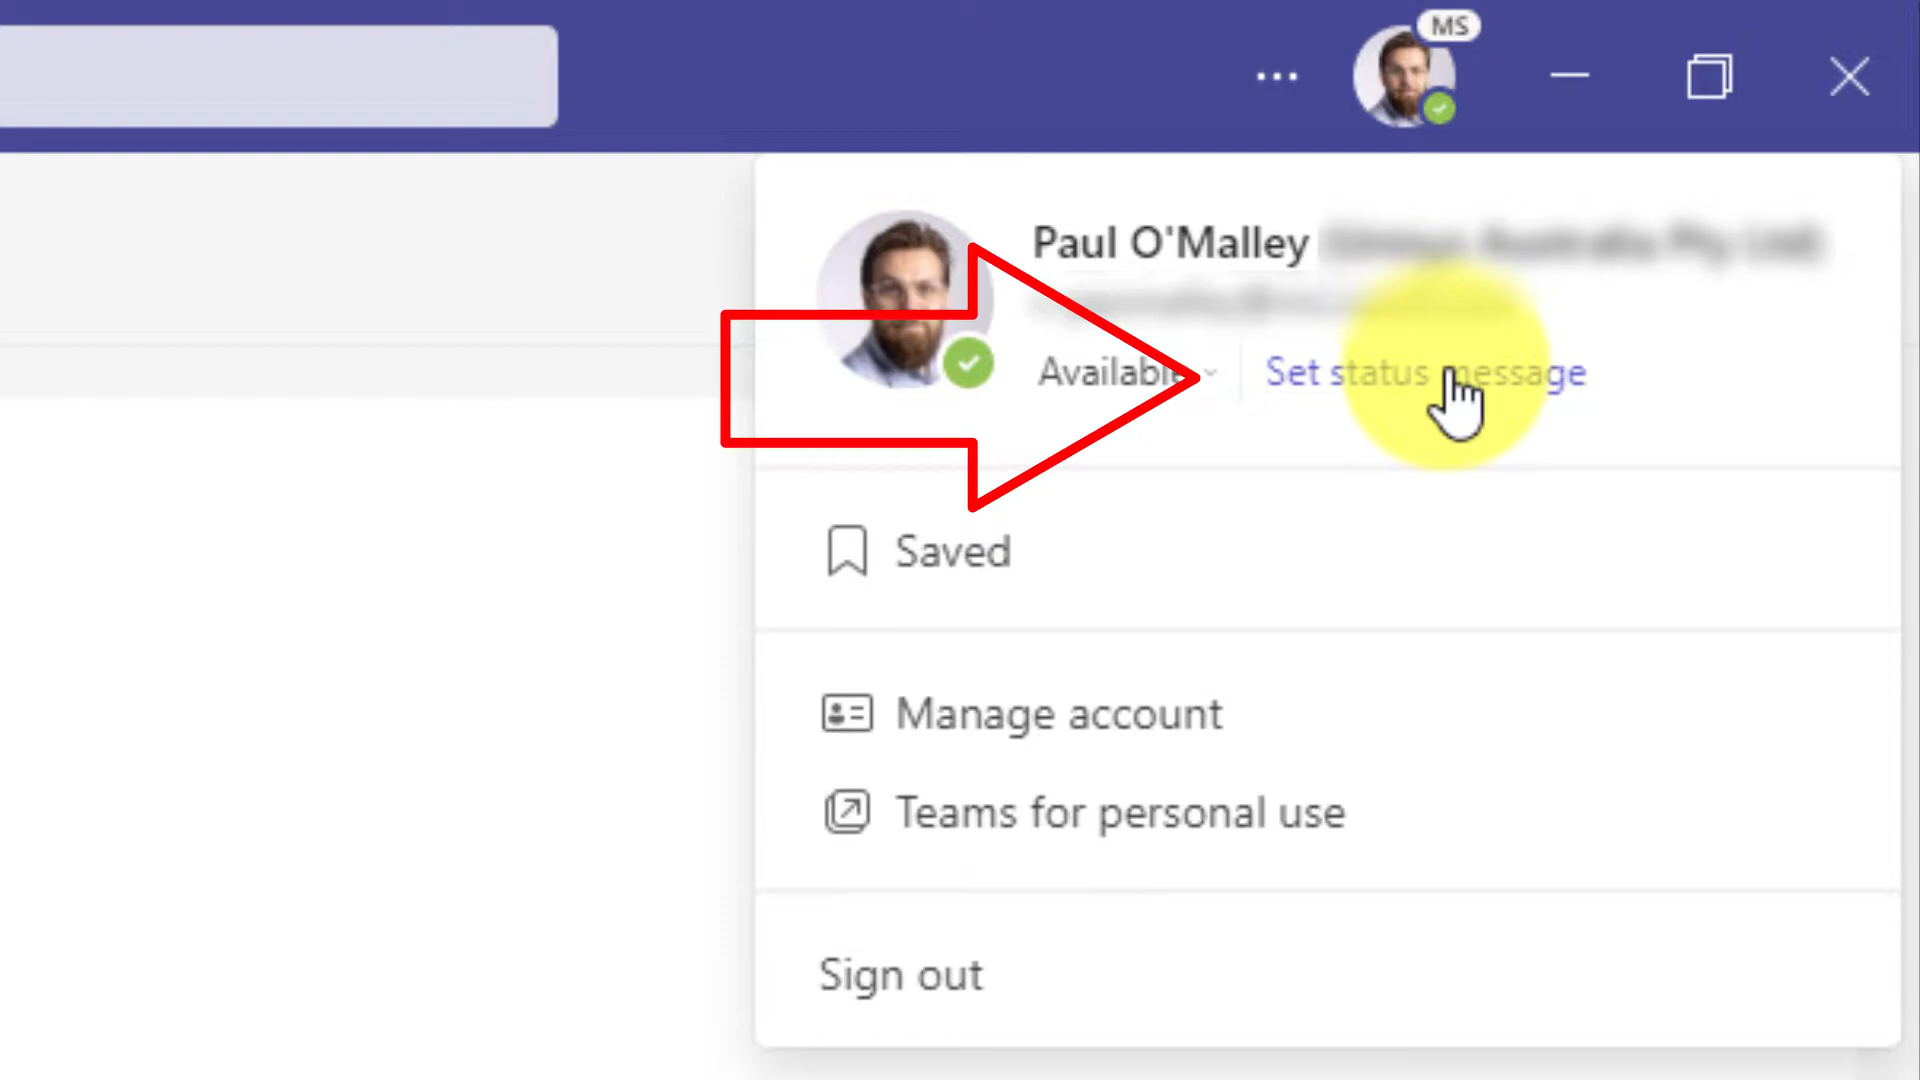 MS
Paul O'Malley
Available
Set status message
Saved
Manage account
Teams for personal use
Sign out